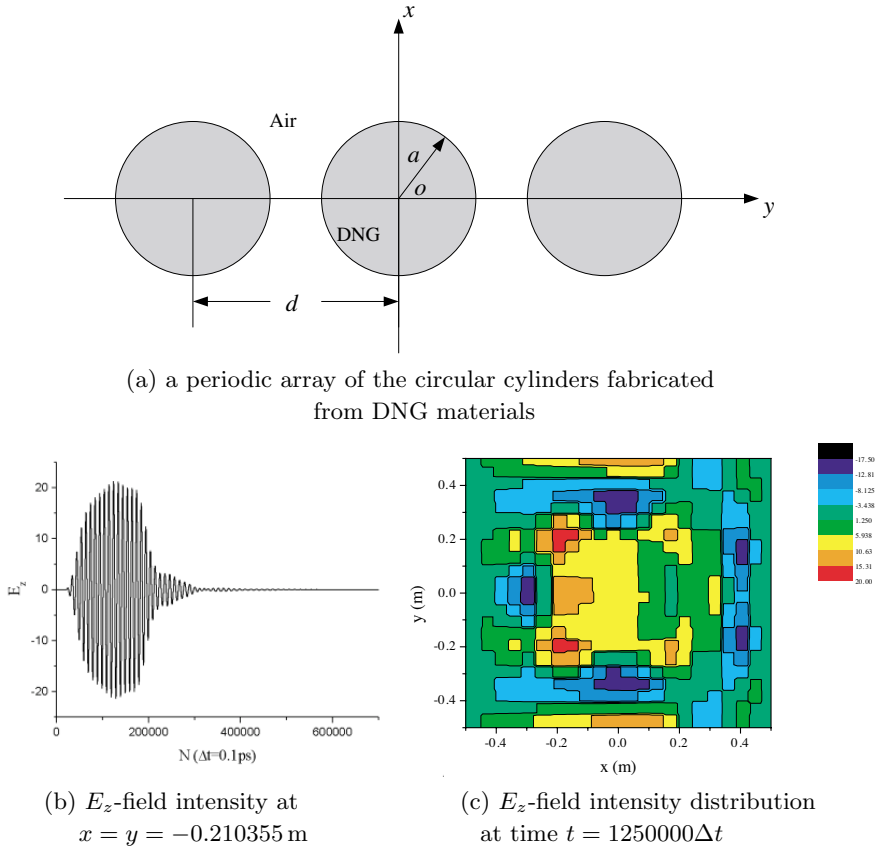 x
Air
a
o
y
DNG
d
(a) a periodic array of the circular cylinders fabricated
from DNG materials
20
10
0
-10
-20
E_z
0
200000
400000
600000
N (Δt=0.1ps)
(b) E_z-field intensity at
x = y = −0.210355 m
0.4
0.2
0.0
-0.2
-0.4
y (m)
-0.4
-0.2
0.0
0.2
0.4
x (m)
-17.50
-12.81
-8.125
-3.438
1.250
5.938
10.63
15.31
20.00
(c) E_z-field intensity distribution
at time t = 1250000Δt